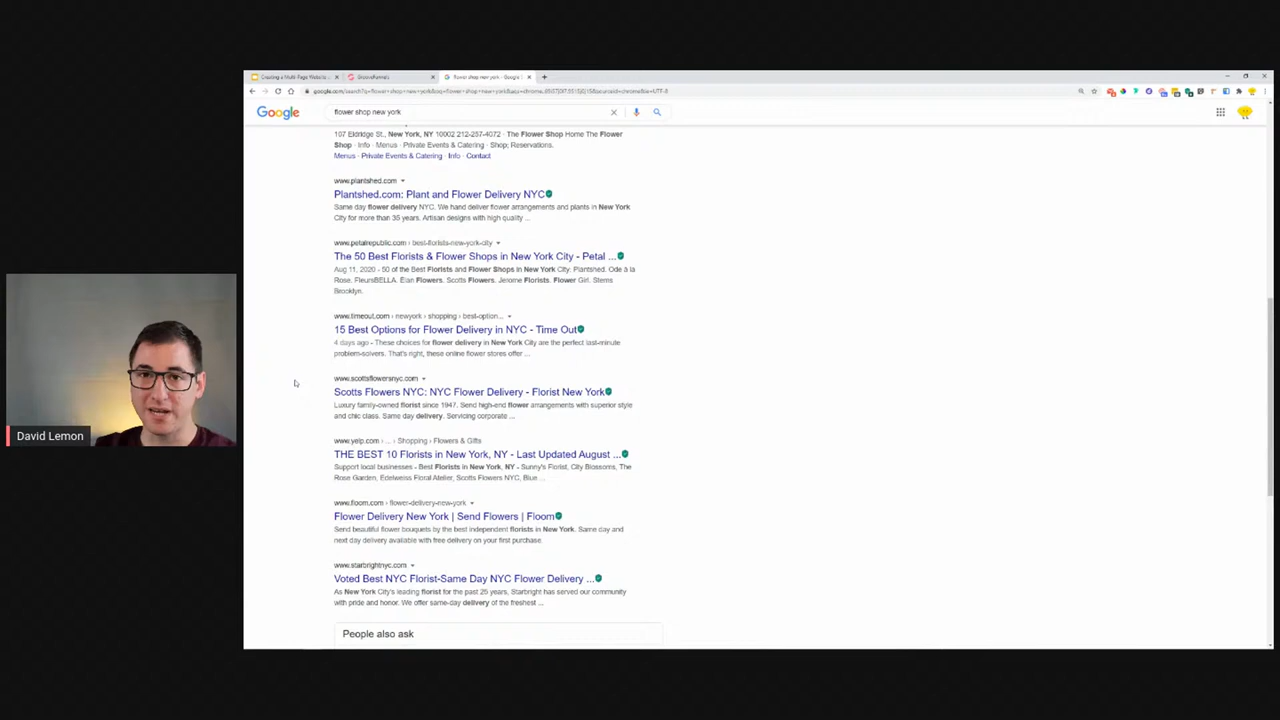 Creating a Multi Page Website...
GrooveFunnels
flower shop new york - Google
Google
flower shop new york
197 Eldridge St., New York, NY 10002 212-257-4072 · The Flower Shop Home The Flower
Shop · Info · Menus · Private Events & Catering · Shop; Reservations.
Menus · Private Events & Catering · Info · Contact
www.plantshed.com
Plantshed.com: Plant and Flower Delivery NYC
Same day flower delivery NYC. We hand deliver flower arrangements and plants in New York
City for more than 35 years. Artisan designs with high quality ...
www.petalrepublic.com › best-florists-new-york-city
The 50 Best Florists & Flower Shops in New York City - Petal ...
Aug 11, 2020 - 50 of the Best Florists and Flower Shops in New York City: Plantshed. Ode à la
Rose. FleursBELLA. Elan Flowers. Scotts Flowers. Jerome Florists. Flower Girl. Stems
Brooklyn.
www.timeout.com › newyork › shopping › best-option...
15 Best Options for Flower Delivery in NYC - Time Out
4 days ago - These choices for flower delivery in New York City are the perfect last-minute
problem-solvers. That's right, these online flower stores offer ...
David Lemon
www.scottsflowersnyc.com
Scotts Flowers NYC: NYC Flower Delivery - Florist New York
Luxury family-owned florist since 1947. Send high-end flower arrangements with superior style
and chic class. Same day delivery. Servicing corporate ...
www.yelp.com › ... › Shopping › Flowers & Gifts
THE BEST 10 Florists in New York, NY - Last Updated August ...
Support local businesses - Best Florists in New York, NY - Sunny's Florist, City Blossoms, The
Rose Garden, Edelweiss Floral Atelier, Scotts Flowers NYC, Blue ...
www.floom.com › flower-delivery-new-york
Flower Delivery New York | Send Flowers | Floom
Send beautiful flower bouquets by the best independent florists in New York. Same day and
next day delivery available with free delivery on your first purchase.
www.starbrightnyc.com
Voted Best NYC Florist-Same Day NYC Flower Delivery ...
As New York City's leading florist for the past 25 years, Starbright has served our community
with pride and honor. We offer same-day delivery of the freshest ...
People also ask